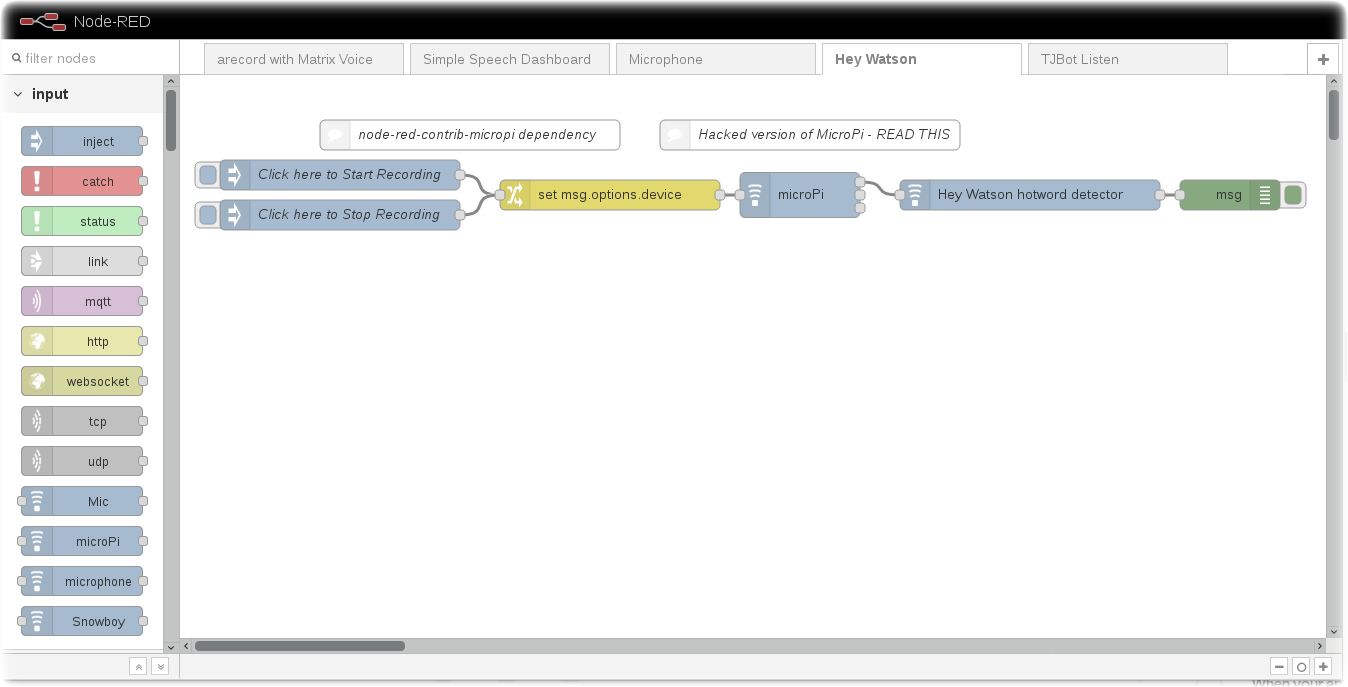 Node-RED
filter nodes
arecord with Matrix Voice
Simple Speech Dashboard
Microphone
Hey Watson
TJBot Listen
input
inject
catch
status
link
mqtt
http
websocket
tcp
udp
Mic
microPi
microphone
Snowboy
node-red-contrib-micropi dependency
Hacked version of MicroPi - READ THIS
Click here to Start Recording
Click here to Stop Recording
set msg.options.device
microPi
Hey Watson hotword detector
msg